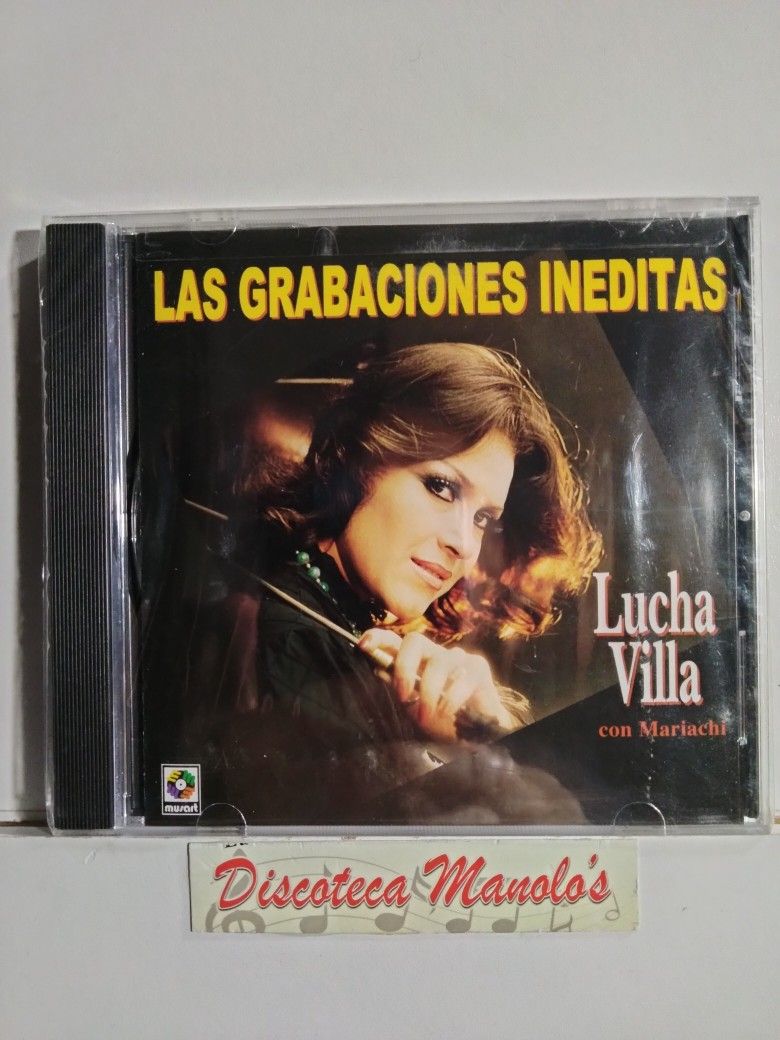 LAS GRABACIONES INEDITAS
Lucha
Villa
con Mariachi
musart
Discoteca Manolo's